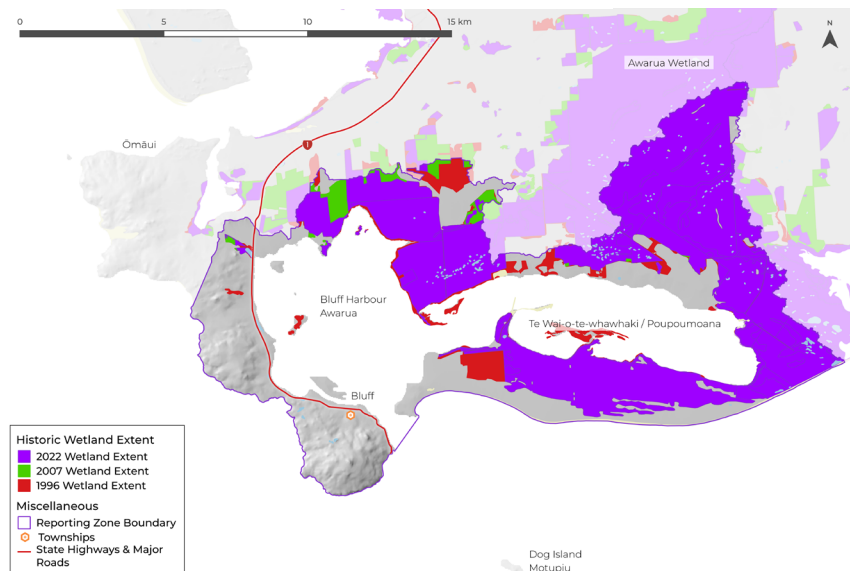 0 5 10 15 km
N
Awarua Wetland
Ōmāui
1
Bluff Harbour
Awarua
Te Wai-o-te-whawhaki / Poupoumoana
Bluff
Historic Wetland Extent
2022 Wetland Extent
2007 Wetland Extent
1996 Wetland Extent
Miscellaneous
Reporting Zone Boundary
Townships
State Highways & Major
Roads
Dog Island
Motupiu